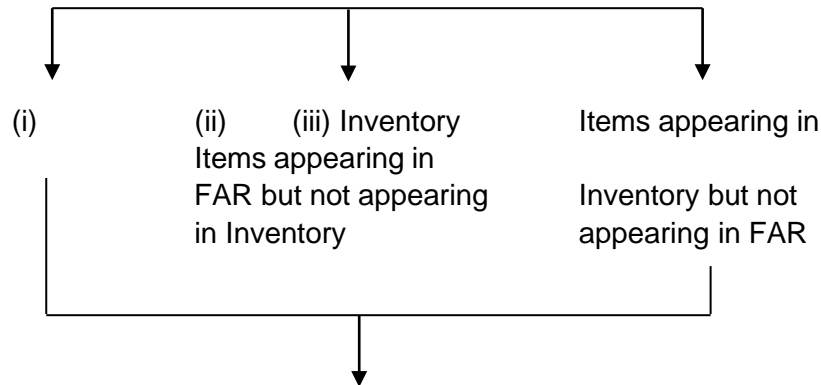 (i) (ii) (iii) Inventory Items appearing in
Items appearing in
FAR but not appearing Inventory but not
in Inventory appearing in FAR